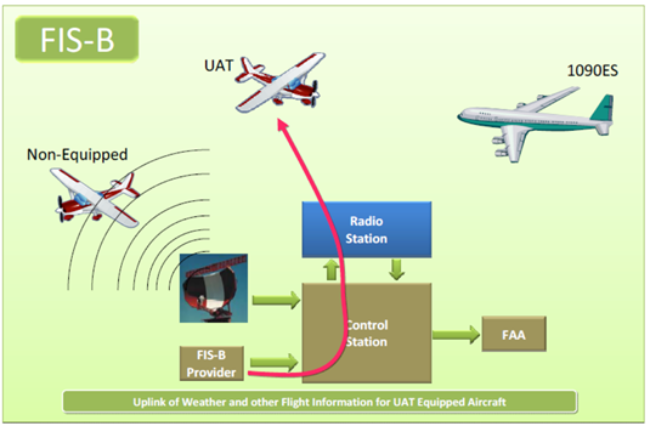 FIS-B
UAT
1090ES
Non-Equipped
Radio
Station
Control
Station
FAA
FIS-B
Provider
Uplink of Weather and other Flight Information for UAT Equipped Aircraft